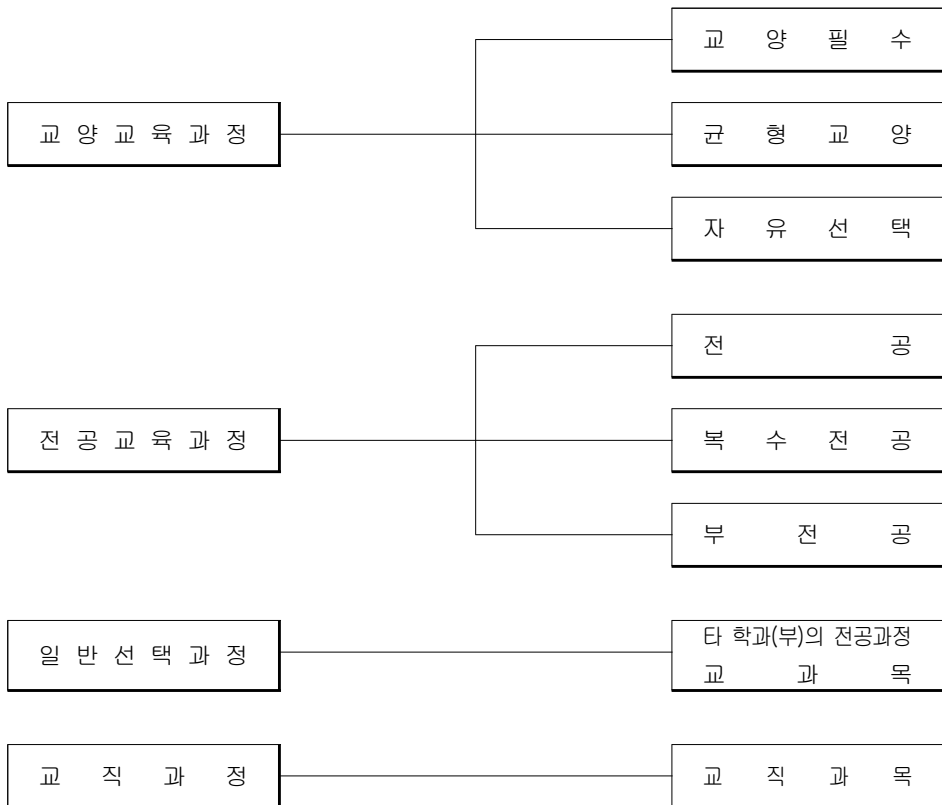 교양필수
교양교육과정
균형교양
자유선택
전공
전공교육과정
복수전공
부전공
일반선택과정
타 학과(부)의 전공과정
교과목
교직과정
교직과목